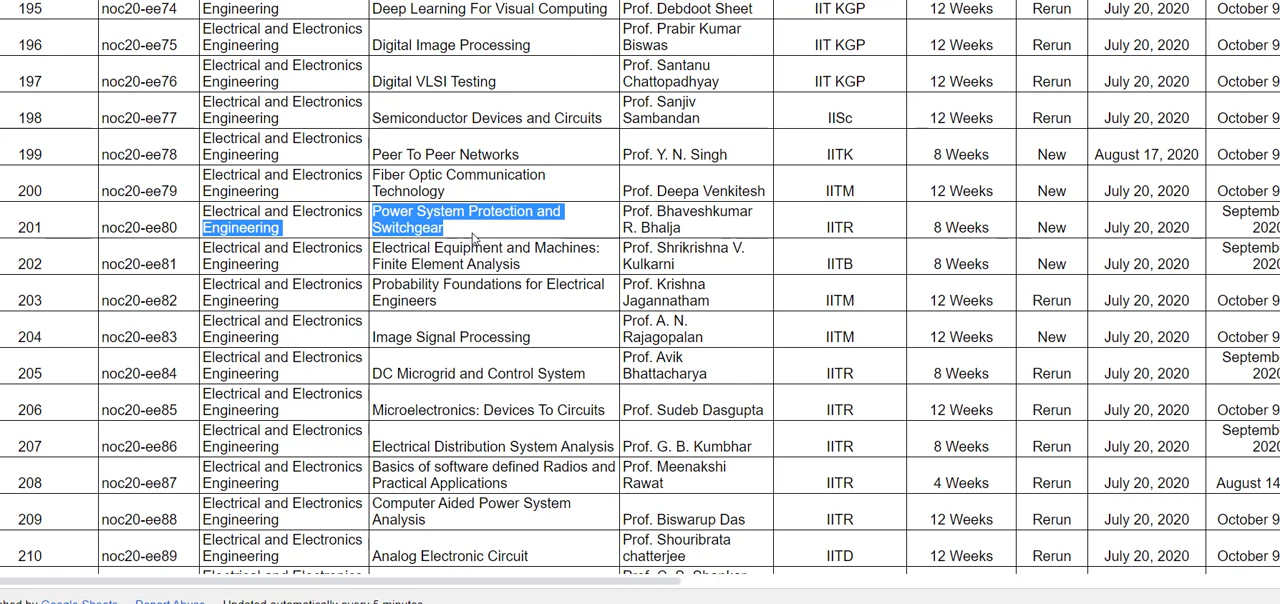 195 noc20-ee74 Engineering Deep Learning For Visual Computing Prof. Debdoot Sheet IIT KGP 12 Weeks Rerun July 20, 2020 October 9
Electrical and Electronics Prof. Prabir Kumar
196 noc20-ee75 Engineering Digital Image Processing Biswas IIT KGP 12 Weeks Rerun July 20, 2020 October 9
Electrical and Electronics Prof. Santanu
197 noc20-ee76 Engineering Digital VLSI Testing Chattopadhyay IIT KGP 12 Weeks Rerun July 20, 2020 October 9
Electrical and Electronics Prof. Sanjiv
198 noc20-ee77 Engineering Semiconductor Devices and Circuits Sambandan IISc 12 Weeks Rerun July 20, 2020 October 9
Electrical and Electronics
199 noc20-ee78 Engineering Peer To Peer Networks Prof. Y. N. Singh IITK 8 Weeks New August 17, 2020 October 9
Electrical and Electronics Fiber Optic Communication
200 noc20-ee79 Engineering Technology Prof. Deepa Venkitesh IITM 12 Weeks New July 20, 2020 October 9
Electrical and Electronics Power System Protection and Prof. Bhaveshkumar Septemb
201 noc20-ee80 Engineering Switchgear R. Bhalja IITR 8 Weeks New July 20, 2020 2020
Electrical and Electronics Electrical Equipment and Machines: Prof. Shrikrishna V. Septemb
202 noc20-ee81 Engineering Finite Element Analysis Kulkarni IITB 8 Weeks New July 20, 2020 2020
Electrical and Electronics Probability Foundations for Electrical Prof. Krishna
203 noc20-ee82 Engineering Engineers Jagannatham IITM 12 Weeks Rerun July 20, 2020 October 9
Electrical and Electronics Prof. A. N.
204 noc20-ee83 Engineering Image Signal Processing Rajagopalan IITM 12 Weeks New July 20, 2020 October 9
Electrical and Electronics Prof. Avik Septemb
205 noc20-ee84 Engineering DC Microgrid and Control System Bhattacharya IITR 8 Weeks Rerun July 20, 2020 2020
Electrical and Electronics
206 noc20-ee85 Engineering Microelectronics: Devices To Circuits Prof. Sudeb Dasgupta IITR 12 Weeks Rerun July 20, 2020 October 9
Electrical and Electronics Septemb
207 noc20-ee86 Engineering Electrical Distribution System Analysis Prof. G. B. Kumbhar IITR 8 Weeks Rerun July 20, 2020 2020
Electrical and Electronics Basics of software defined Radios and Prof. Meenakshi
208 noc20-ee87 Engineering Practical Applications Rawat IITR 4 Weeks Rerun July 20, 2020 August 14
Electrical and Electronics Computer Aided Power System
209 noc20-ee88 Engineering Analysis Prof. Biswarup Das IITR 12 Weeks Rerun July 20, 2020 October 9
Electrical and Electronics Prof. Shouribrata
210 noc20-ee89 Engineering Analog Electronic Circuit chatterjee IITD 12 Weeks Rerun July 20, 2020 October 9